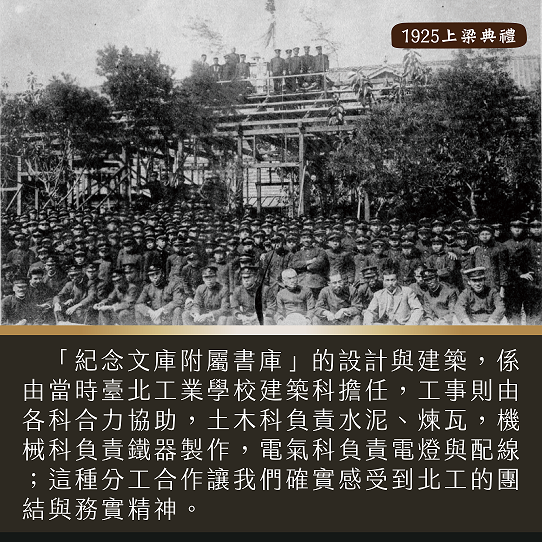 1925上梁典禮
「紀念文庫附屬書庫」的設計與建築，係
由當時臺北工業學校建築科擔任，工事則由
各科合力協助，土木科負責水泥、煉瓦，機
械科負責鐵器製作，電氣科負責電燈與配線
；這種分工合作讓我們確實感受到北工的團
結與務實精神。